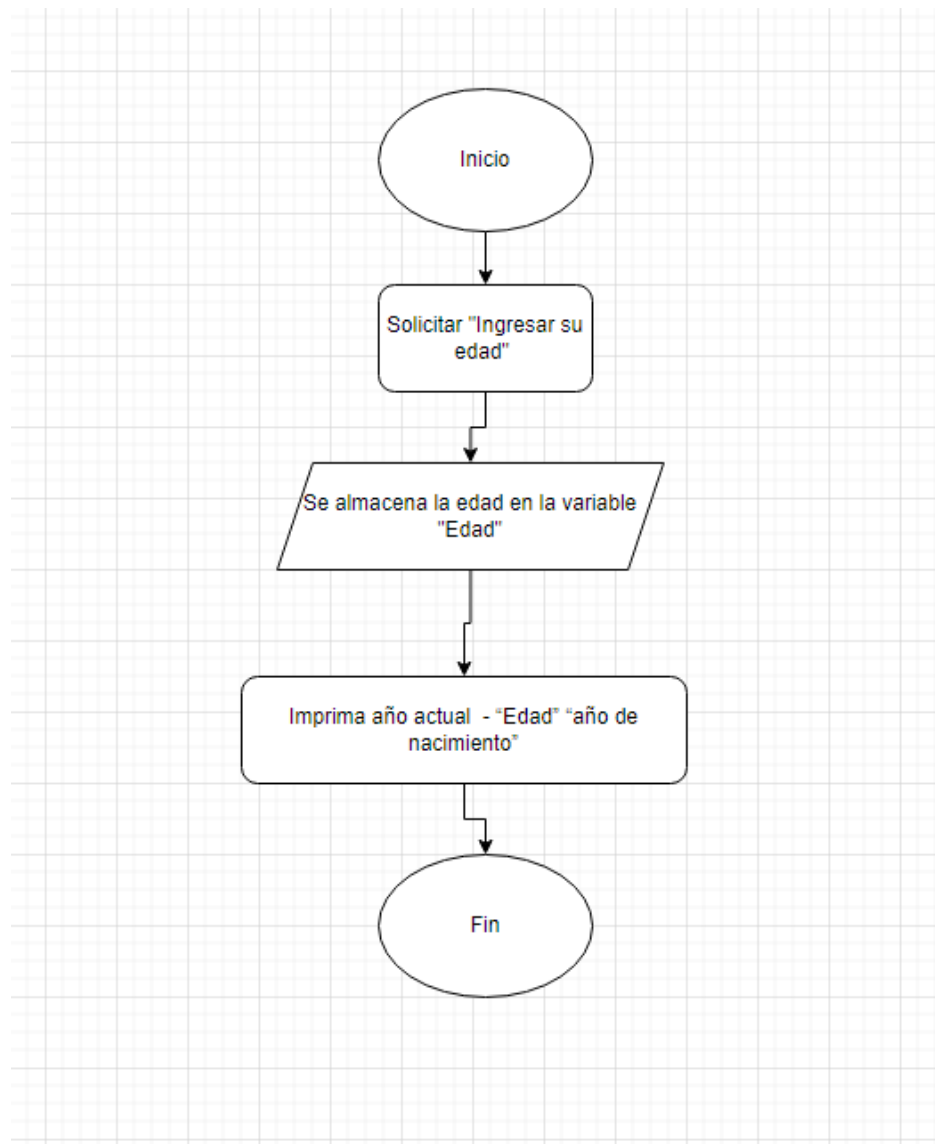 Inicio
Solicitar "Ingresar su
edad"
Se almacena la edad en la variable
"Edad"
Imprima año actual  - “Edad” “año de
nacimiento”
Fin